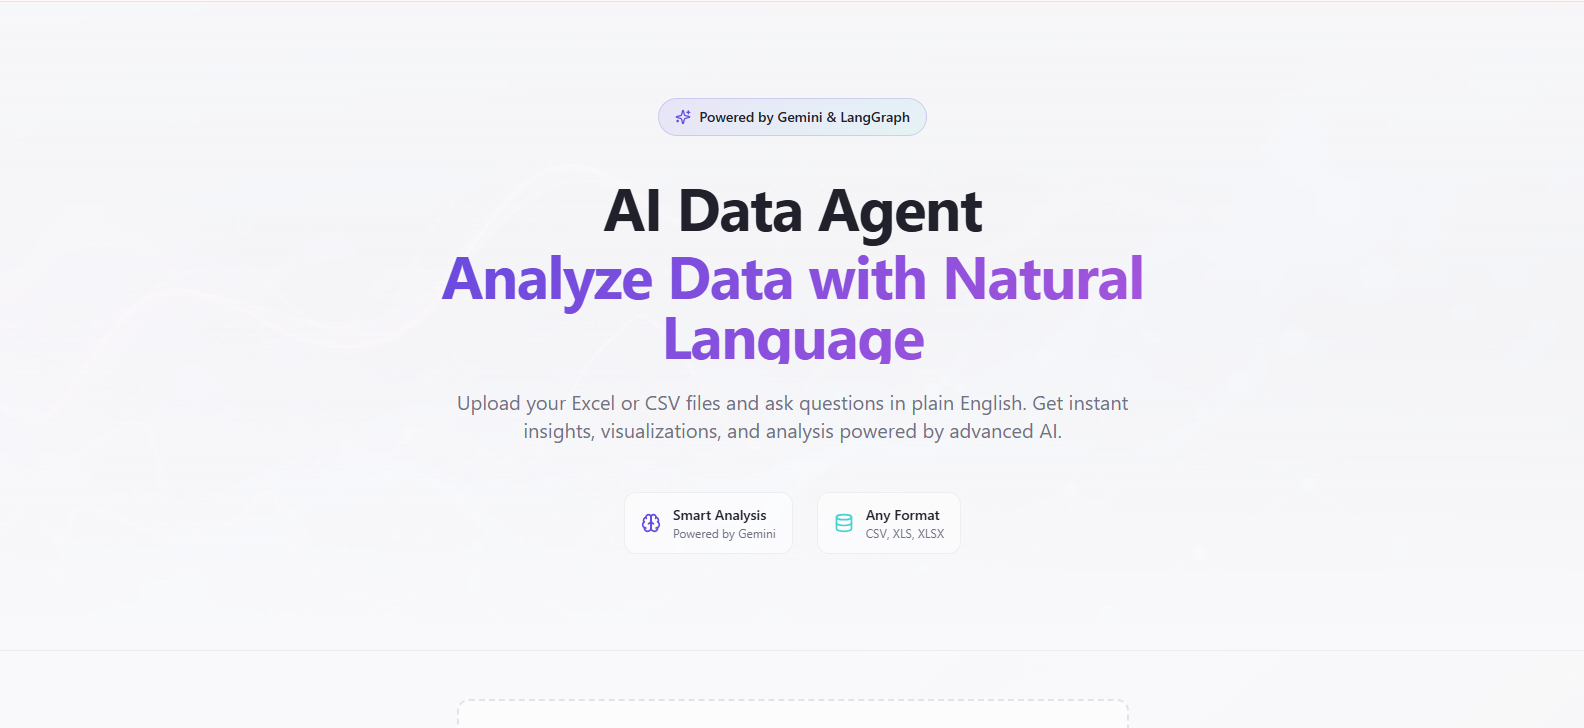 Powered by Gemini & LangGraph
AI Data Agent
Analyze Data with Natural
Language
Upload your Excel or CSV files and ask questions in plain English. Get instant
insights, visualizations, and analysis powered by advanced AI.
Smart Analysis
Powered by Gemini
Any Format
CSV, XLS, XLSX